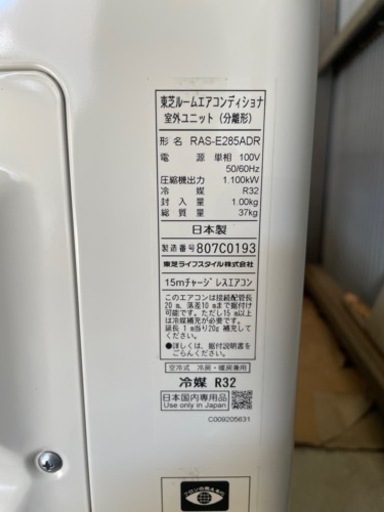 東芝ルームエアコンディショナ
室外ユニット（分離形）
形 名 RAS-E285ADR
電 源 単相 100V
50/60Hz
圧縮機出力 1.100kW
冷 媒 R32
封 入 量 1.00kg
総 質 量 37kg
日本製
製造番号 807C0193
東芝ライフスタイル株式会社
15mチャージレスエアコン
このエアコンは接続配管長
20 m、落差10 mまで据付け
可能です。ただし15 m以上
は冷媒補充が必要です。
延長 1 m当り20g 補充して
ください。
●詳しくは、据付説明書を
ごらんください。
空冷式 冷房・暖房兼用
冷媒 R32
日本国内専用品
Use only in Japan
C009205631